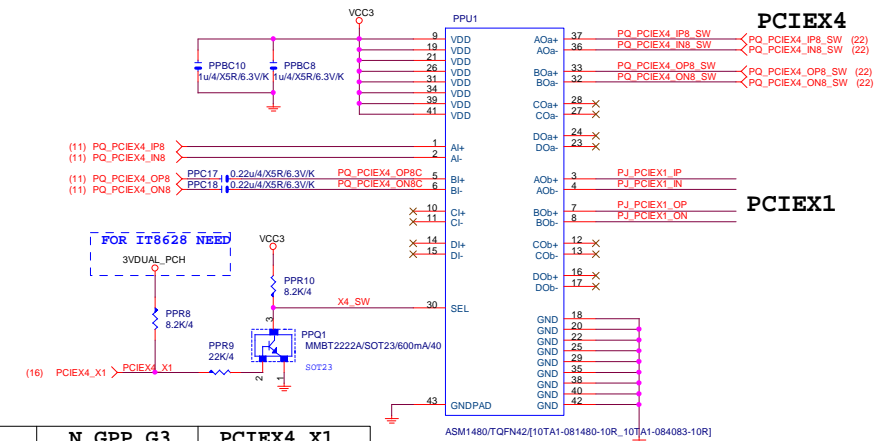 VCC3
PPU1
PCIEX4
PPBC10
1u/4/X5R/6.3V/K
PPBC8
1u/4/X5R/6.3V/K
9 VDD
19 VDD
21 VDD
26 VDD
31 VDD
34 VDD
39 VDD
41 VDD
AOa+ 37 PQ_PCIEX4_IP8_SW PQ_PCIEX4_IP8_SW (22)
AOa- 36 PQ_PCIEX4_IN8_SW PQ_PCIEX4_IN8_SW (22)
BOa+ 33 PQ_PCIEX4_OP8_SW PQ_PCIEX4_OP8_SW (22)
BOa- 32 PQ_PCIEX4_ON8_SW PQ_PCIEX4_ON8_SW (22)
COa+ 28
COa- 27
DOa+ 24
DOa- 23
(11) PQ_PCIEX4_IP8 1 AI+
(11) PQ_PCIEX4_IN8 2 AI-
(11) PQ_PCIEX4_OP8 PPC17 0.22u/4/X5R/6.3V/K PQ_PCIEX4_OP8C 5 BI+
(11) PQ_PCIEX4_ON8 PPC18 0.22u/4/X5R/6.3V/K PQ_PCIEX4_ON8C 6 BI-
AOb+ 3 PJ_PCIEX1_IP
AOb- 4 PJ_PCIEX1_IN
BOb+ 7 PJ_PCIEX1_OP
BOb- 8 PJ_PCIEX1_ON
PCIEX1
10 CI+
11 CI-
14 DI+
15 DI-
COb+ 12
COb- 13
DOb+ 16
DOb- 17
FOR IT8628 NEED
3VDUAL_PCH
VCC3
PPR10
8.2K/4
X4_SW 30 SEL
PPR8
8.2K/4
PPR9
22K/4
3
PPQ1
MMBT2222A/SOT23/600mA/40
SOT23
2
1
(16) PCIEX4_X1 PCIEX4_X1
GND 18
GND 20
GND 22
GND 25
GND 29
GND 35
GND 38
GND 40
GND 42
43 GNDPAD
ASM1480/TQFN42/[10TA1-081480-10R_10TA1-084083-10R]
N_GPP_G3 PCIEX4_X1